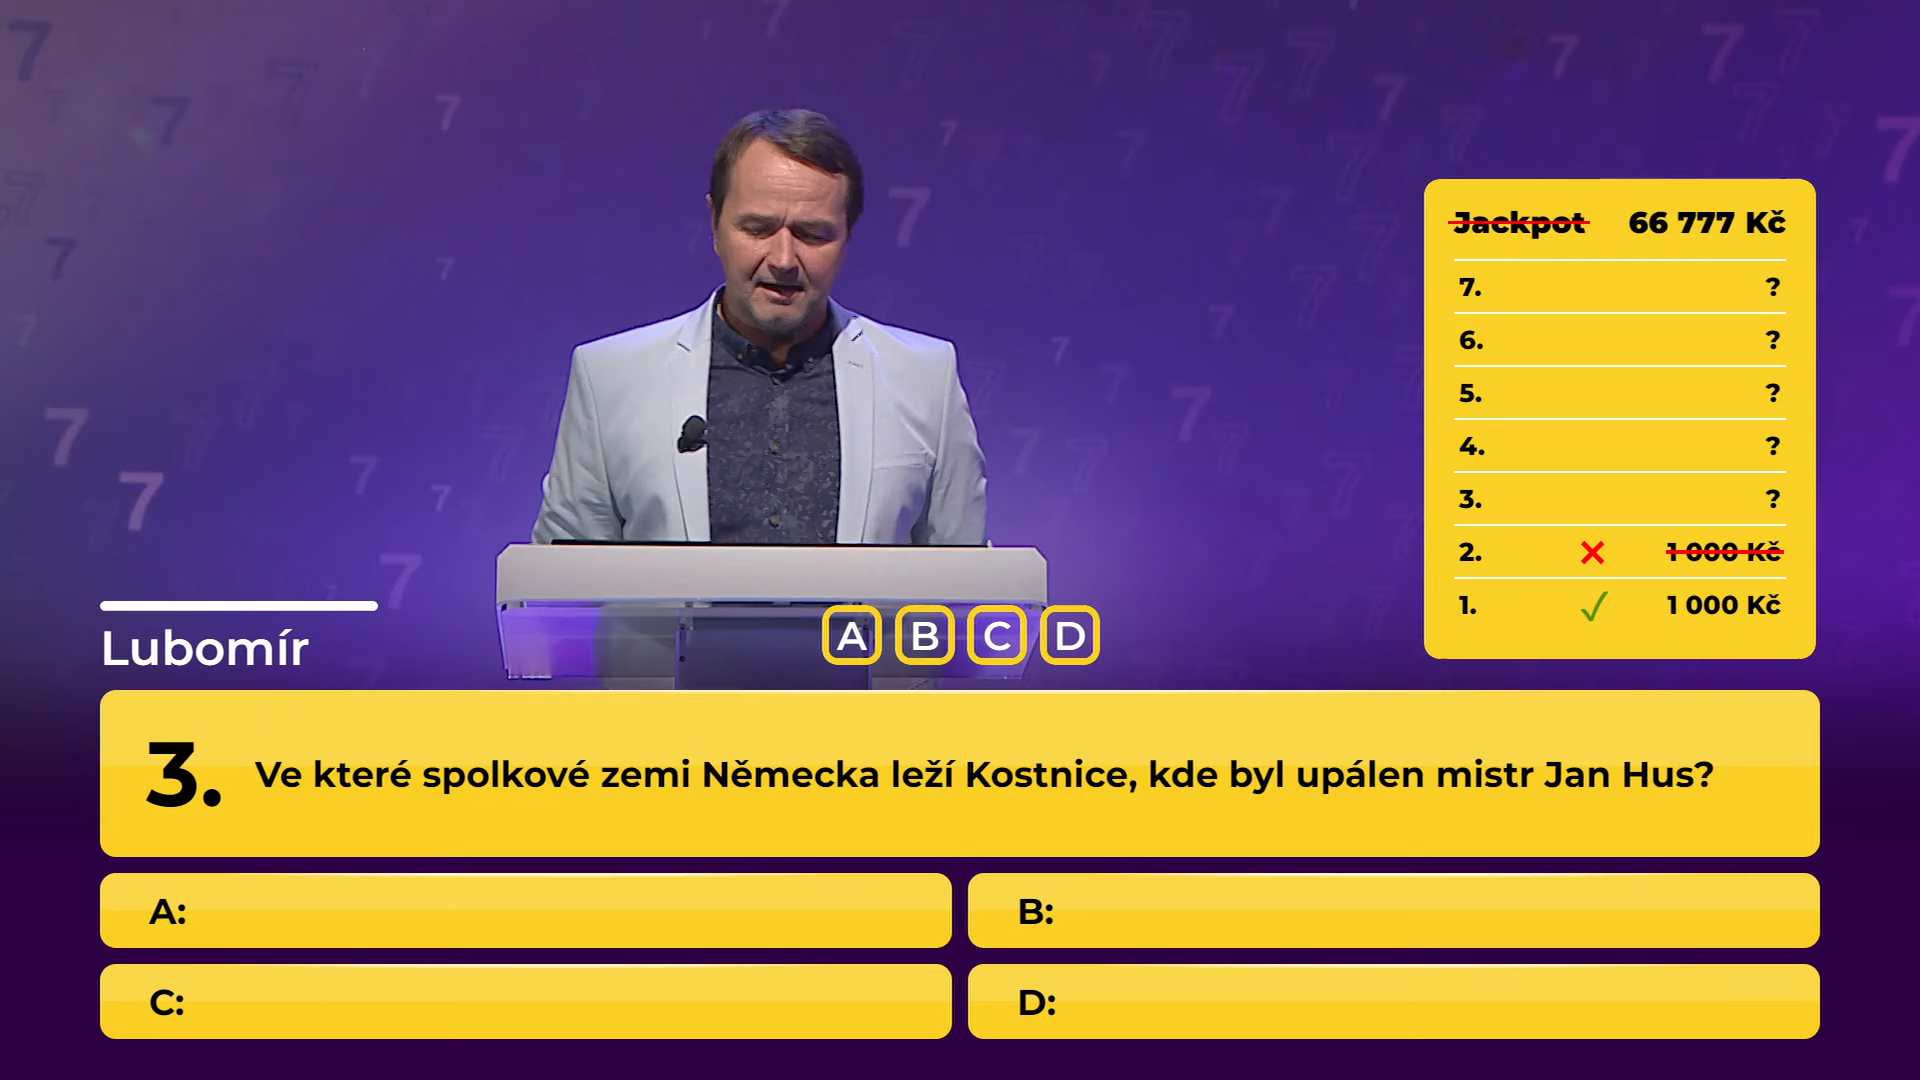 Jackpot 66 777 Kč
7. ?
6. ?
5. ?
4. ?
3. ?
2. ✕ 1 000 Kč
1. ✓ 1 000 Kč
Lubomír
A B C D
3. Ve které spolkové zemi Německa leží Kostnice, kde byl upálen mistr Jan Hus?
A:
B:
C:
D: